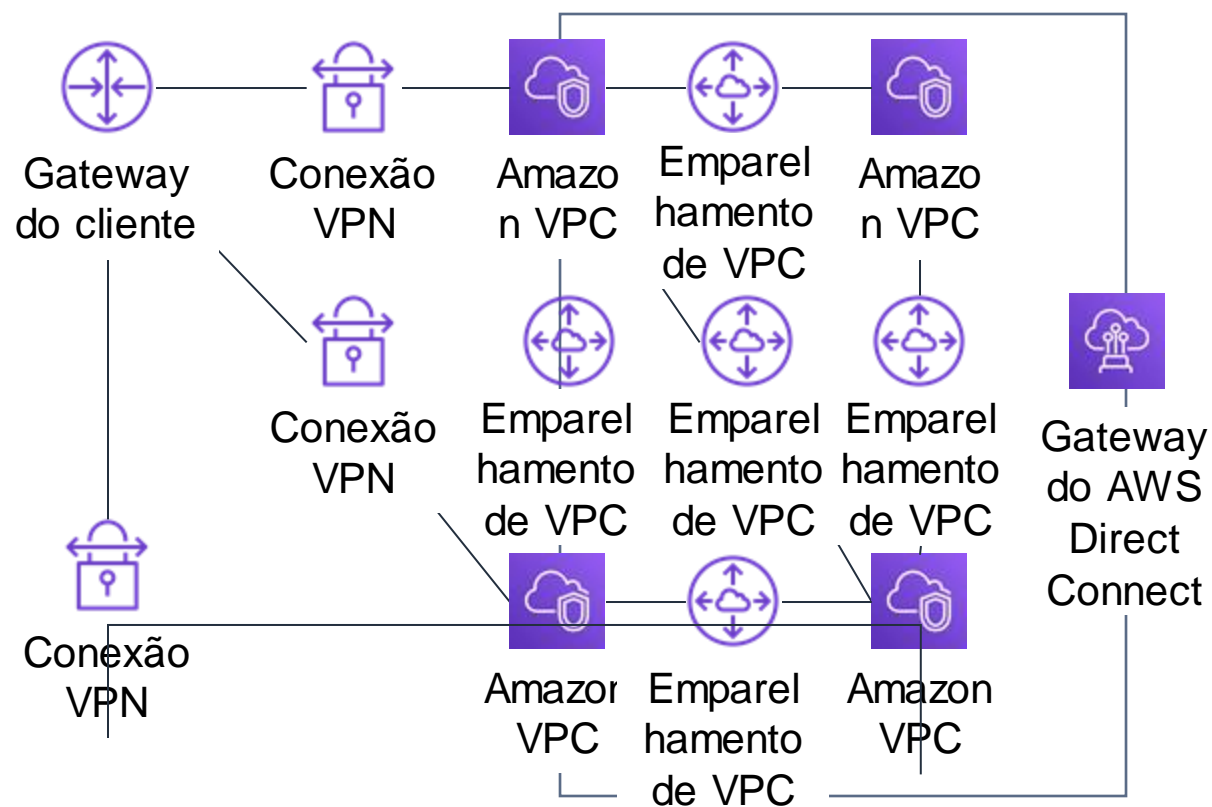 Gateway
do cliente
Conexão
VPN
Amazo
n VPC
Emparel
hamento
de VPC
Amazo
n VPC
Conexão
VPN
Emparel
hamento
de VPC
Emparel
hamento
de VPC
Emparel
hamento
de VPC
Gateway
do AWS
Direct
Connect
Conexão
VPN
Amazon
VPC
Emparel
hamento
de VPC
Amazon
VPC